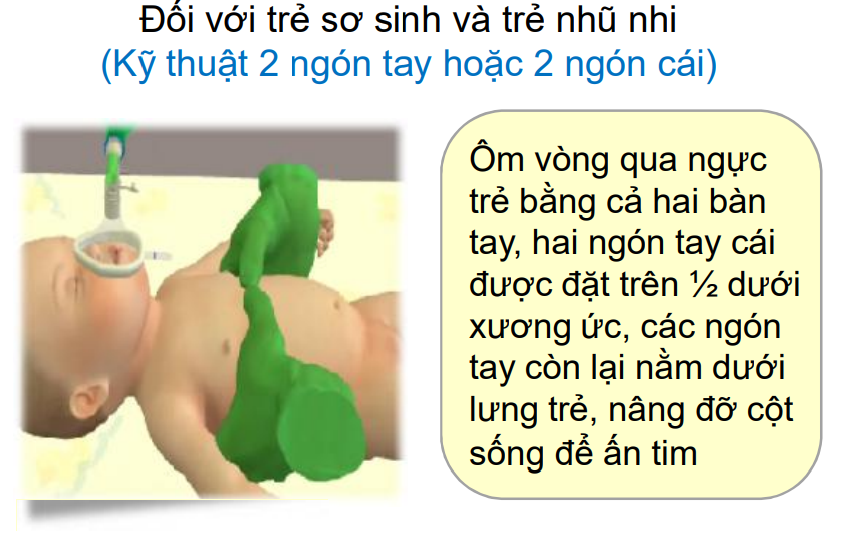 Đối với trẻ sơ sinh và trẻ nhũ nhi
(Kỹ thuật 2 ngón tay hoặc 2 ngón cái)
Ôm vòng qua ngực
trẻ bằng cả hai bàn
tay, hai ngón tay cái
được đặt trên ½ dưới
xương ức, các ngón
tay còn lại nằm dưới
lưng trẻ, nâng đỡ cột
sống để ấn tim